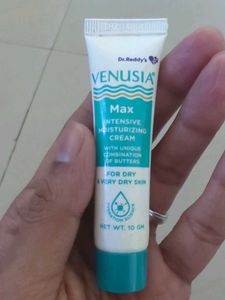 Dr.Reddy's
VENUSIA®
Max
INTENSIVE
MOISTURIZING
CREAM
WITH UNIQUE
COMBINATION
OF BUTTERS
FOR DRY
& VERY DRY SKIN
NET WT. 10 GM